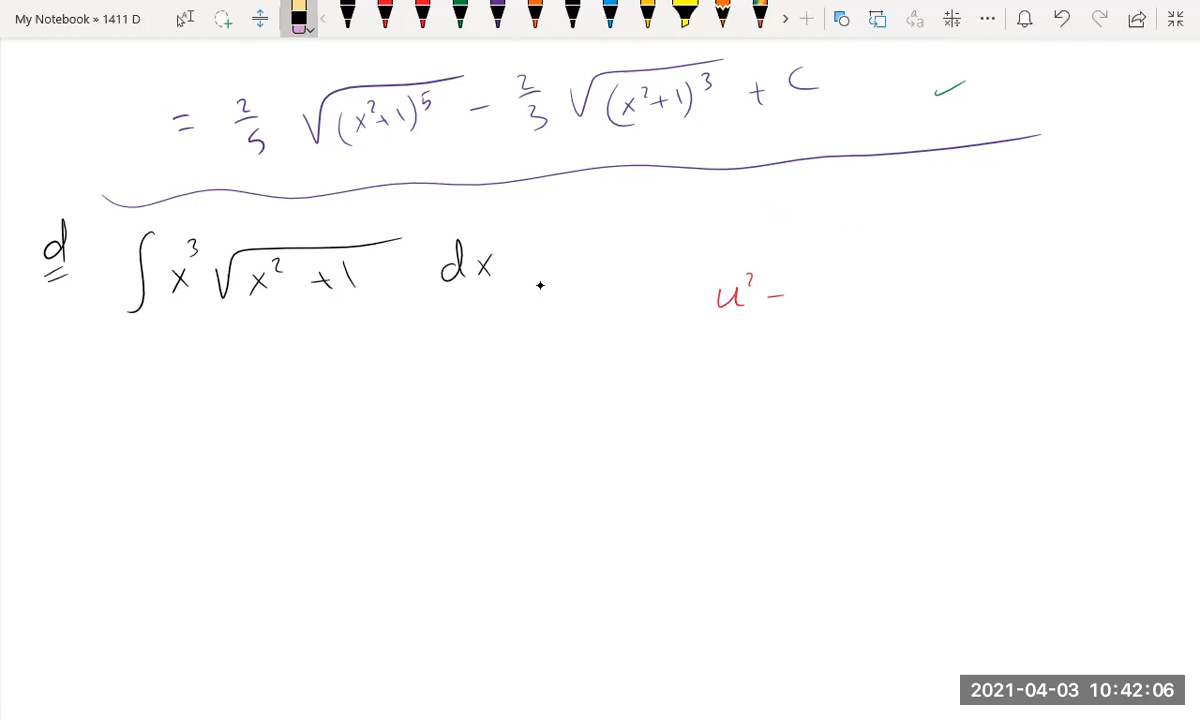 My Notebook » 1411 D
= 2/5 √(x²+1)⁵ - 2/3 √(x²+1)³ + C ✓
d ∫ x³ √x² + 1 dx .
u² -
2021-04-03 10:42:06